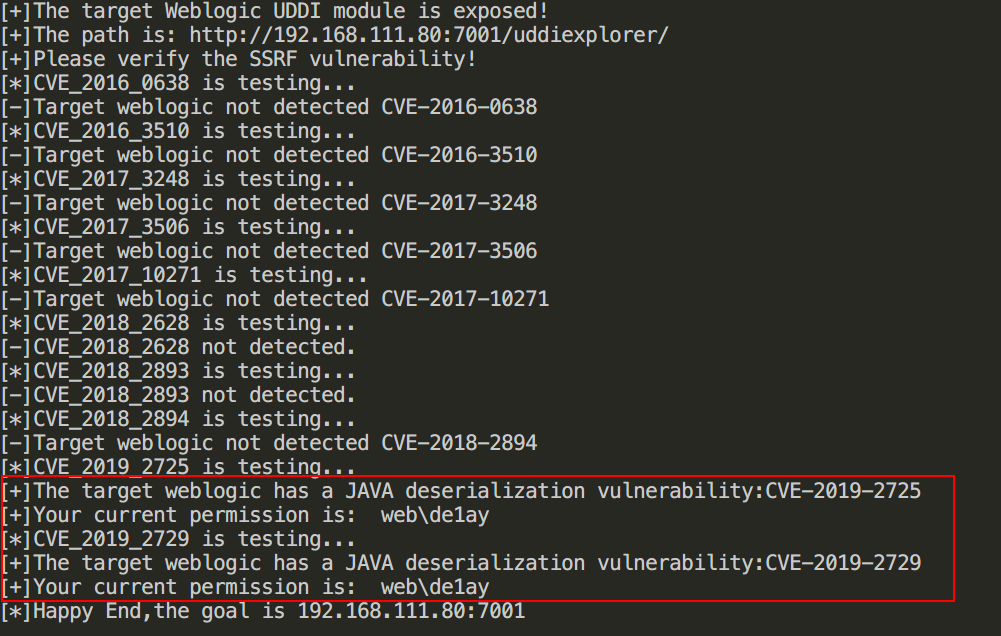 [+]The target Weblogic UDDI module is exposed!
[+]The path is: http://192.168.111.80:7001/uddiexplorer/
[+]Please verify the SSRF vulnerability!
[*]CVE_2016_0638 is testing...
[-]Target weblogic not detected CVE-2016-0638
[*]CVE_2016_3510 is testing...
[-]Target weblogic not detected CVE-2016-3510
[*]CVE_2017_3248 is testing...
[-]Target weblogic not detected CVE-2017-3248
[*]CVE_2017_3506 is testing...
[-]Target weblogic not detected CVE-2017-3506
[*]CVE_2017_10271 is testing...
[-]Target weblogic not detected CVE-2017-10271
[*]CVE_2018_2628 is testing...
[-]CVE_2018_2628 not detected.
[*]CVE_2018_2893 is testing...
[-]CVE_2018_2893 not detected.
[*]CVE_2018_2894 is testing...
[-]Target weblogic not detected CVE-2018-2894
[*]CVE_2019_2725 is testing...
[+]The target weblogic has a JAVA deserialization vulnerability:CVE-2019-2725
[+]Your current permission is:  web\de1ay
[*]CVE_2019_2729 is testing...
[+]The target weblogic has a JAVA deserialization vulnerability:CVE-2019-2729
[+]Your current permission is:  web\de1ay
[*]Happy End,the goal is 192.168.111.80:7001